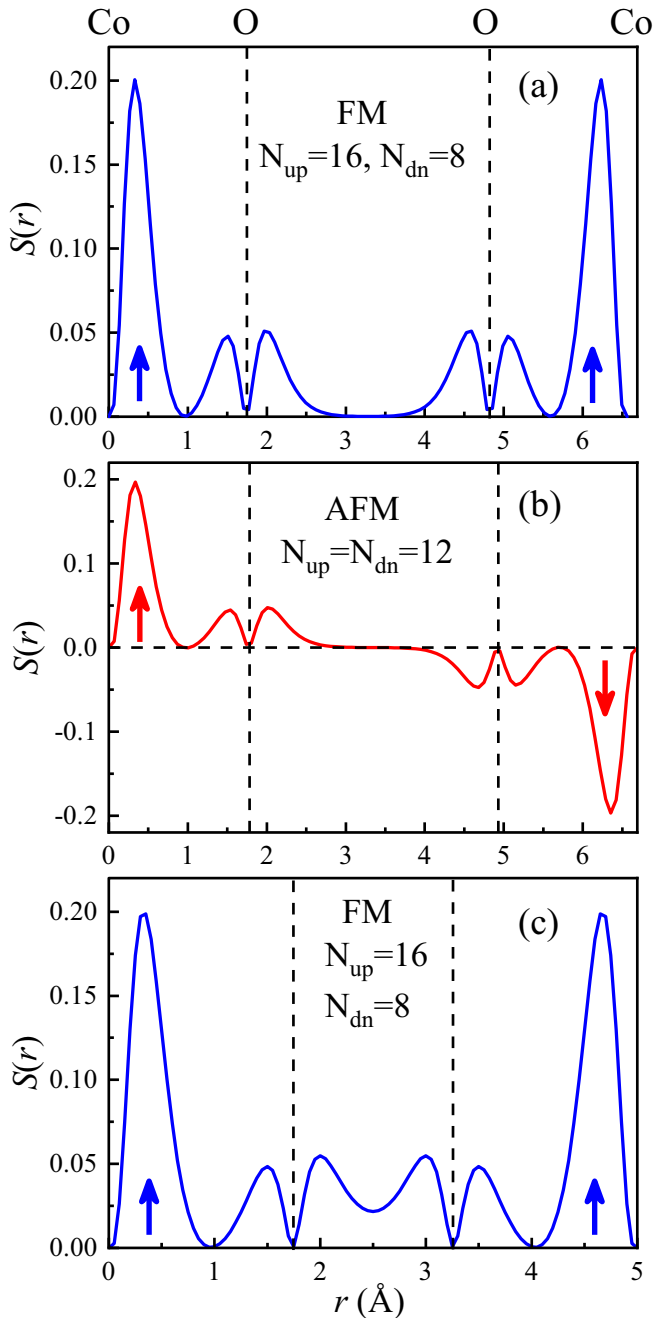 Co O O Co
(a)
FM
N_up=16, N_dn=8
S(r)
0.20
0.15
0.10
0.05
0.00
0 1 2 3 4 5 6
(b)
AFM
N_up=N_dn=12
S(r)
0.2
0.1
0.0
-0.1
-0.2
0 1 2 3 4 5 6
(c)
FM
N_up=16
N_dn=8
S(r)
0.20
0.15
0.10
0.05
0.00
0 1 2 3 4 5
r (Å)